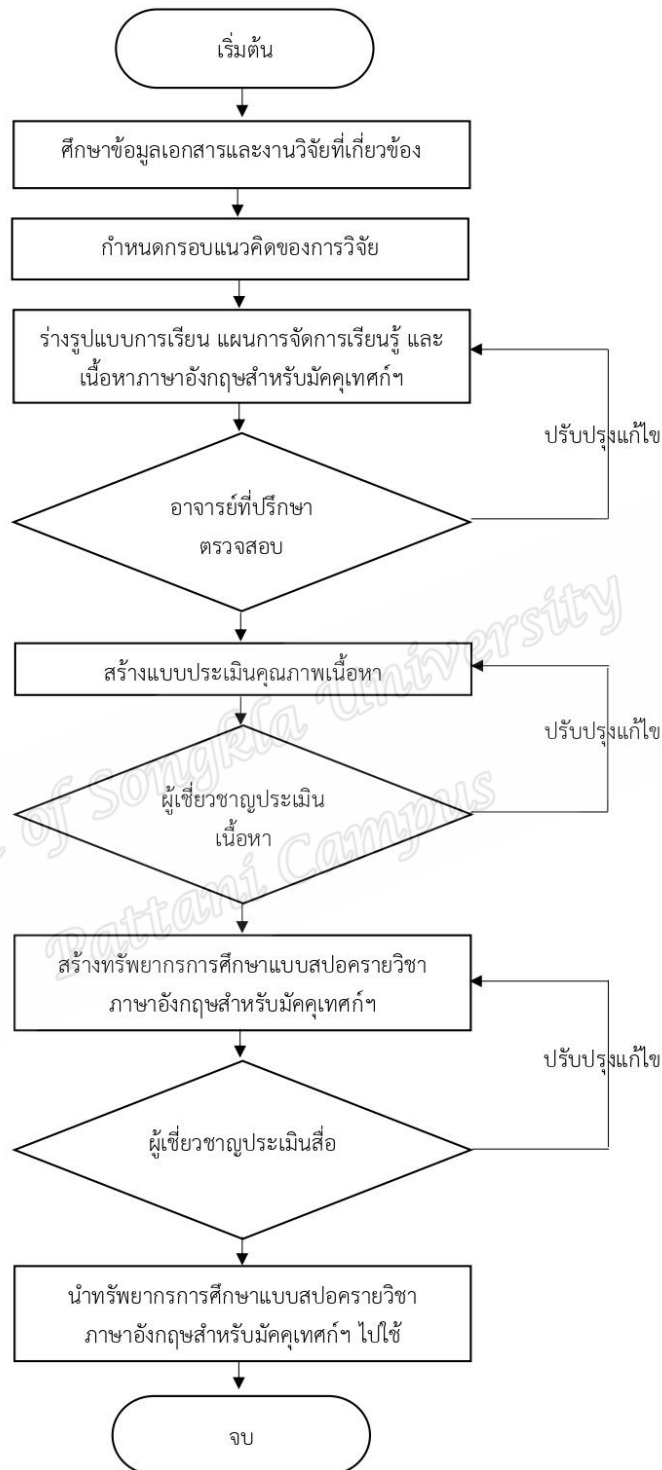 เริ่มต้น
ศึกษาข้อมูลเอกสารและงานวิจัยที่เกี่ยวข้อง
กำหนดกรอบแนวคิดของการวิจัย
ร่างรูปแบบการเรียน แผนการจัดการเรียนรู้ และ
เนื้อหาภาษาอังกฤษสำหรับมัคคุเทศก์ฯ
ปรับปรุงแก้ไข
อาจารย์ที่ปรึกษา
ตรวจสอบ
สร้างแบบประเมินคุณภาพเนื้อหา
ปรับปรุงแก้ไข
ผู้เชี่ยวชาญประเมิน
เนื้อหา
of Songkla University
Pattani Campus
สร้างทรัพยากรการศึกษาแบบสปอครายวิชา
ภาษาอังกฤษสำหรับมัคคุเทศก์ฯ
ปรับปรุงแก้ไข
ผู้เชี่ยวชาญประเมินสื่อ
นำทรัพยากรการศึกษาแบบสปอครายวิชา
ภาษาอังกฤษสำหรับมัคคุเทศก์ฯ ไปใช้
จบ